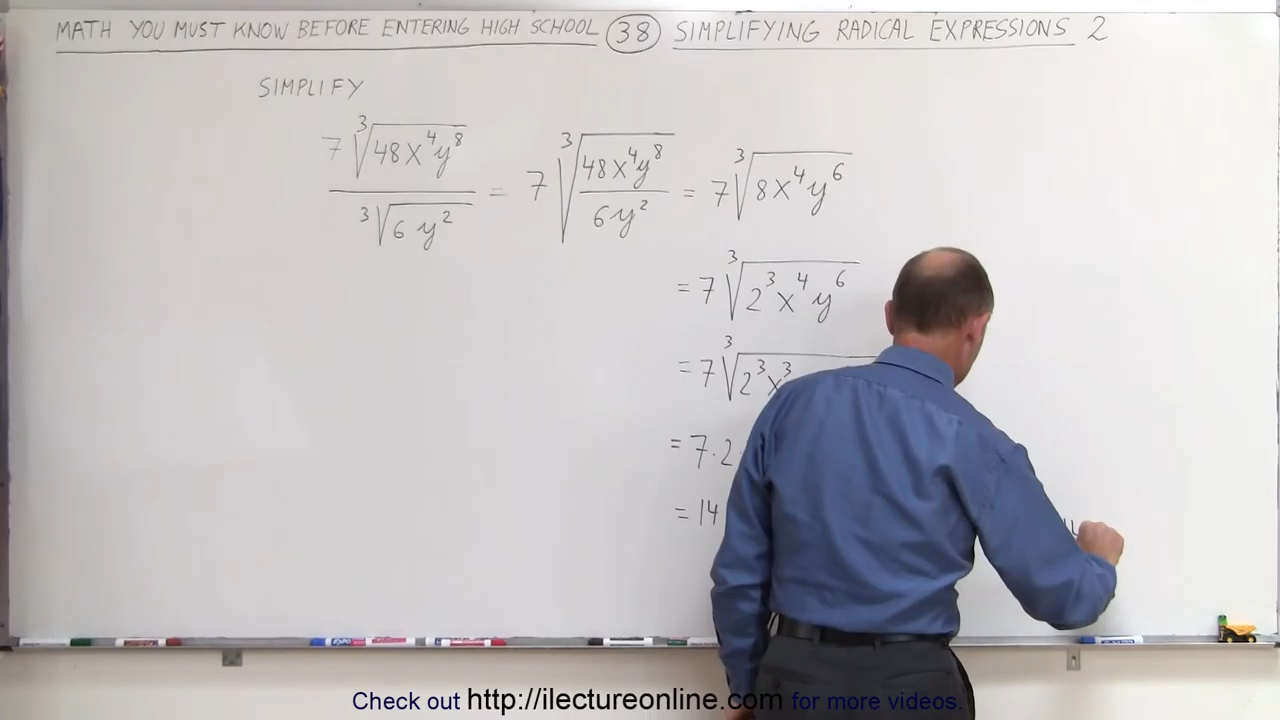 MATH YOU MUST KNOW BEFORE ENTERING HIGH SCHOOL 38 SIMPLIFYING RADICAL EXPRESSIONS 2
SIMPLIFY
7∛(48x⁴y⁸) / ∛(6y²) = 7∛(48x⁴y⁸ / 6y²) = 7∛(8x⁴y⁶)
= 7∛(2³x⁴y⁶)
= 7∛(2³x³
= 7·2
= 14
Check out http://ilectureonline.com for more videos.